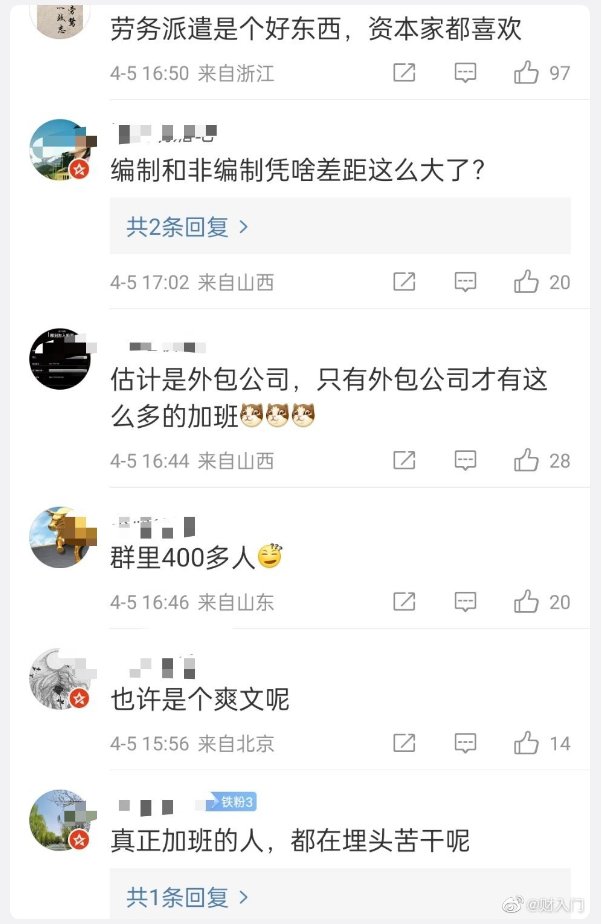 劳务派遣是个好东西，资本家都喜欢
4-5 16:50 来自浙江
97
编制和非编制凭啥差距这么大了？
共2条回复 >
4-5 17:02 来自山西
20
估计是外包公司，只有外包公司才有这
么多的加班
4-5 16:44 来自山西
28
群里400多人
4-5 16:46 来自山东
20
也许是个爽文呢
4-5 15:56 来自北京
14
铁粉3
真正加班的人，都在埋头苦干呢
共1条回复 >
@财入门